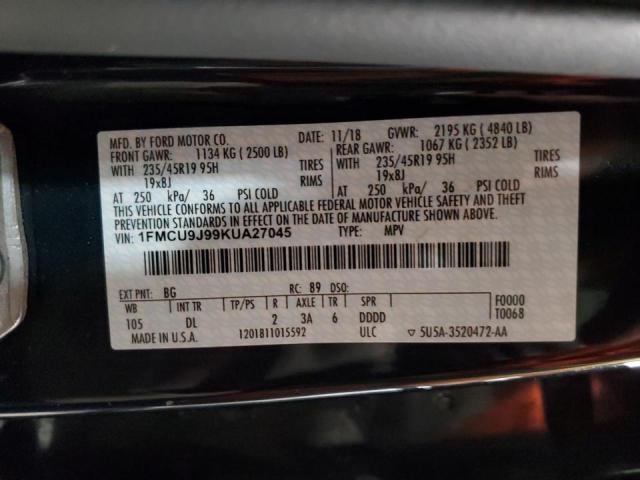 MFD. BY FORD MOTOR CO. DATE: 11/18 GVWR: 2195 KG ( 4840 LB)
FRONT GAWR: 1134 KG ( 2500 LB) REAR GAWR: 1067 KG ( 2352 LB)
WITH 235/45R19 95H TIRES WITH 235/45R19 95H TIRES
19x8J RIMS 19x8J RIMS
AT 250 kPa/ 36 PSI COLD AT 250 kPa/ 36 PSI COLD
THIS VEHICLE CONFORMS TO ALL APPLICABLE FEDERAL MOTOR VEHICLE SAFETY AND THEFT
PREVENTION STANDARDS IN EFFECT ON THE DATE OF MANUFACTURE SHOWN ABOVE.
VIN: 1FMCU9J99KUA27045 TYPE: MPV
EXT PNT: BG RC: 89 DSO: F0000
WB INT TR TP/PS R AXLE TR SPR T0068
105 DL 2 3A 6 DDDD
MADE IN U.S.A. 1201811015592 ULC ▽ 5U5A-3520472-AA